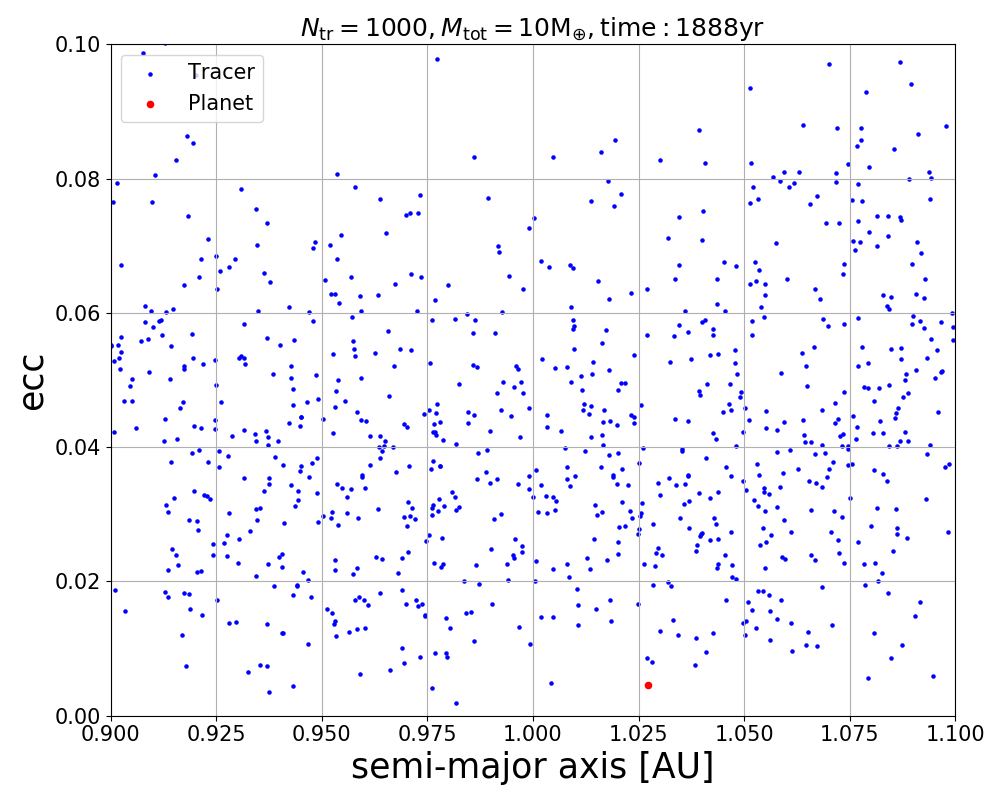 N_tr = 1000, M_tot = 10M_⊕, time : 1888yr
Tracer
Planet
0.10
0.08
0.06
0.04
0.02
0.00
ecc
0.900 0.925 0.950 0.975 1.000 1.025 1.050 1.075 1.100
semi-major axis [AU]